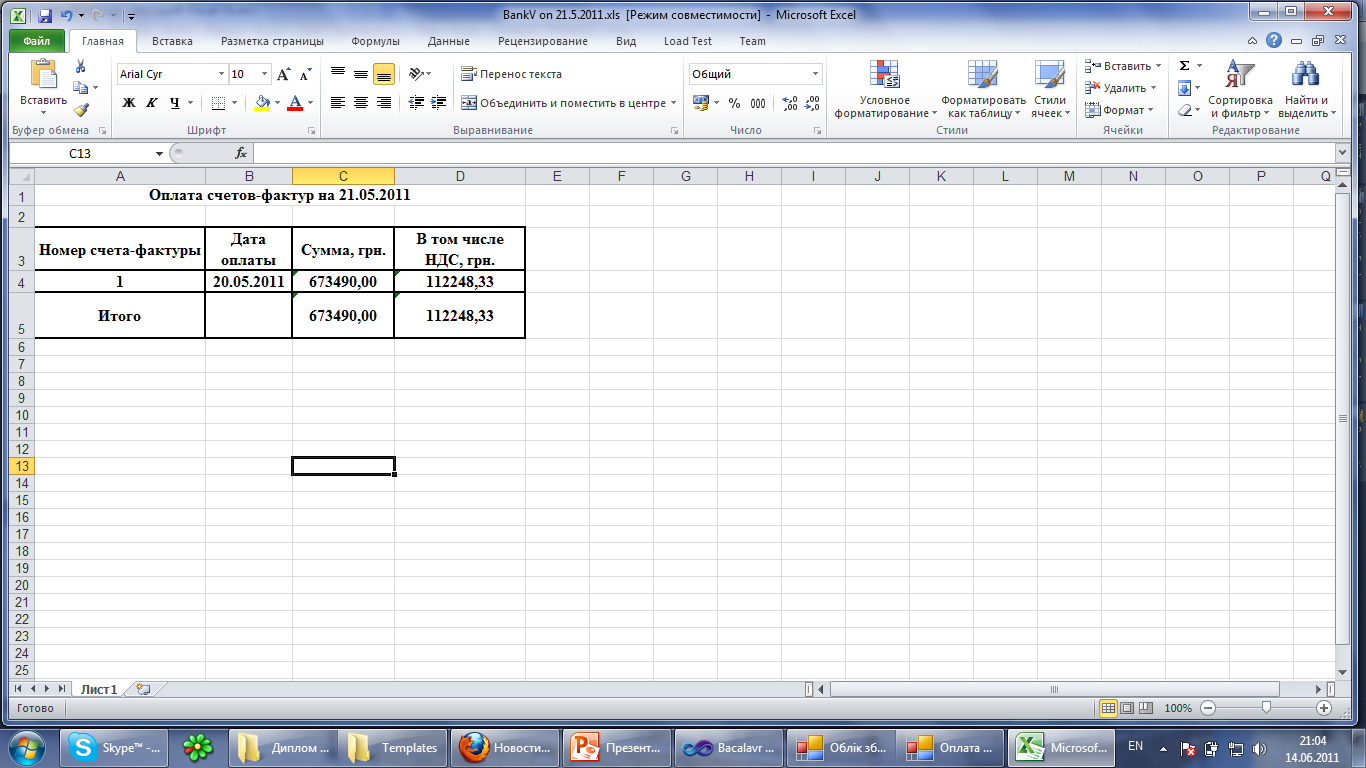 BankV on 21.5.2011.xls [Режим совместимости] - Microsoft Excel
Файл Главная Вставка Разметка страницы Формулы Данные Рецензирование Вид Load Test Team
Вставить
Буфер обмена
Arial Cyr 10
Ж К Ч
Шрифт
Перенос текста
Объединить и поместить в центре
Выравнивание
Общий
% 000
Число
Условное форматирование
Форматировать как таблицу
Стили ячеек
Стили
Вставить
Удалить
Формат
Ячейки
Сортировка и фильтр
Найти и выделить
Редактирование
C13 fx
A B C D E F G H I J K L M N O P Q
1 Оплата счетов-фактур на 21.05.2011
2
3 Номер счета-фактуры Дата оплаты Сумма, грн. В том числе НДС, грн.
4 1 20.05.2011 673490,00 112248,33
5 Итого 673490,00 112248,33
6
7
8
9
10
11
12
13
14
15
16
17
18
19
20
21
22
23
24
25
Лист1
Готово 100%
Skype™ -... Диплом ... Templates Новости... Презент... Bacalavr ... Облік зб... Оплата ... Microsof... EN 21:04
14.06.2011